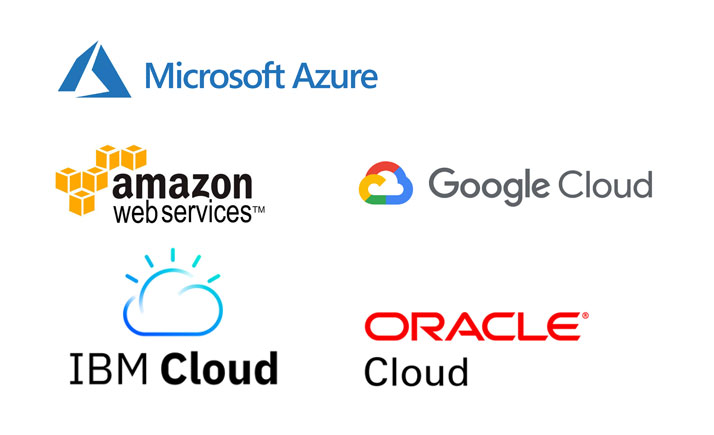 Microsoft Azure
amazon
web services™
Google Cloud
IBM Cloud
ORACLE®
Cloud